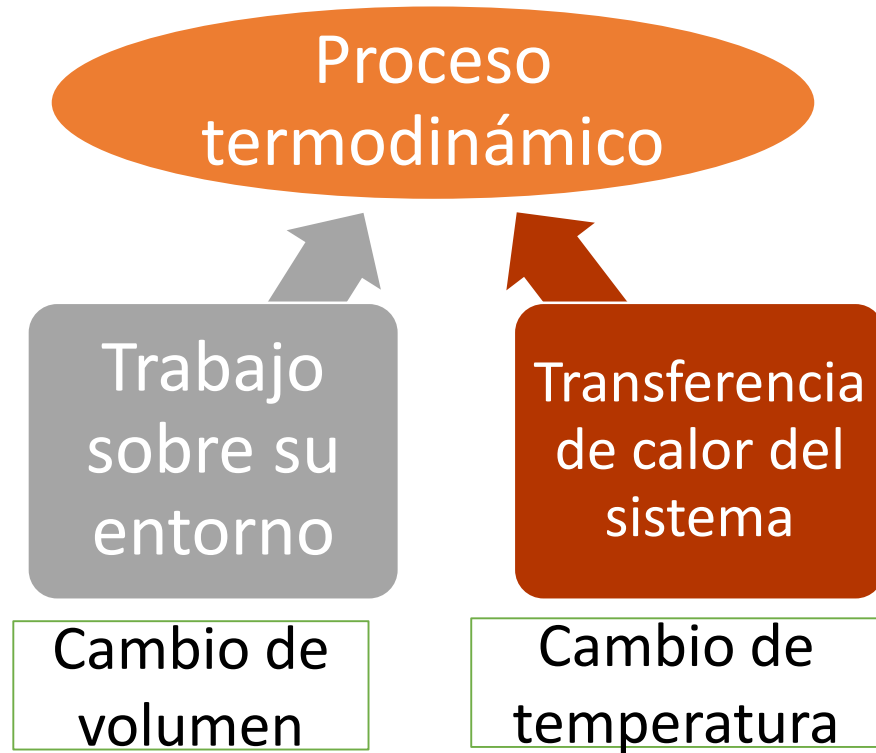 Proceso
termodinámico
Trabajo
sobre su
entorno
Transferencia
de calor del
sistema
Cambio de
volumen
Cambio de
temperatura